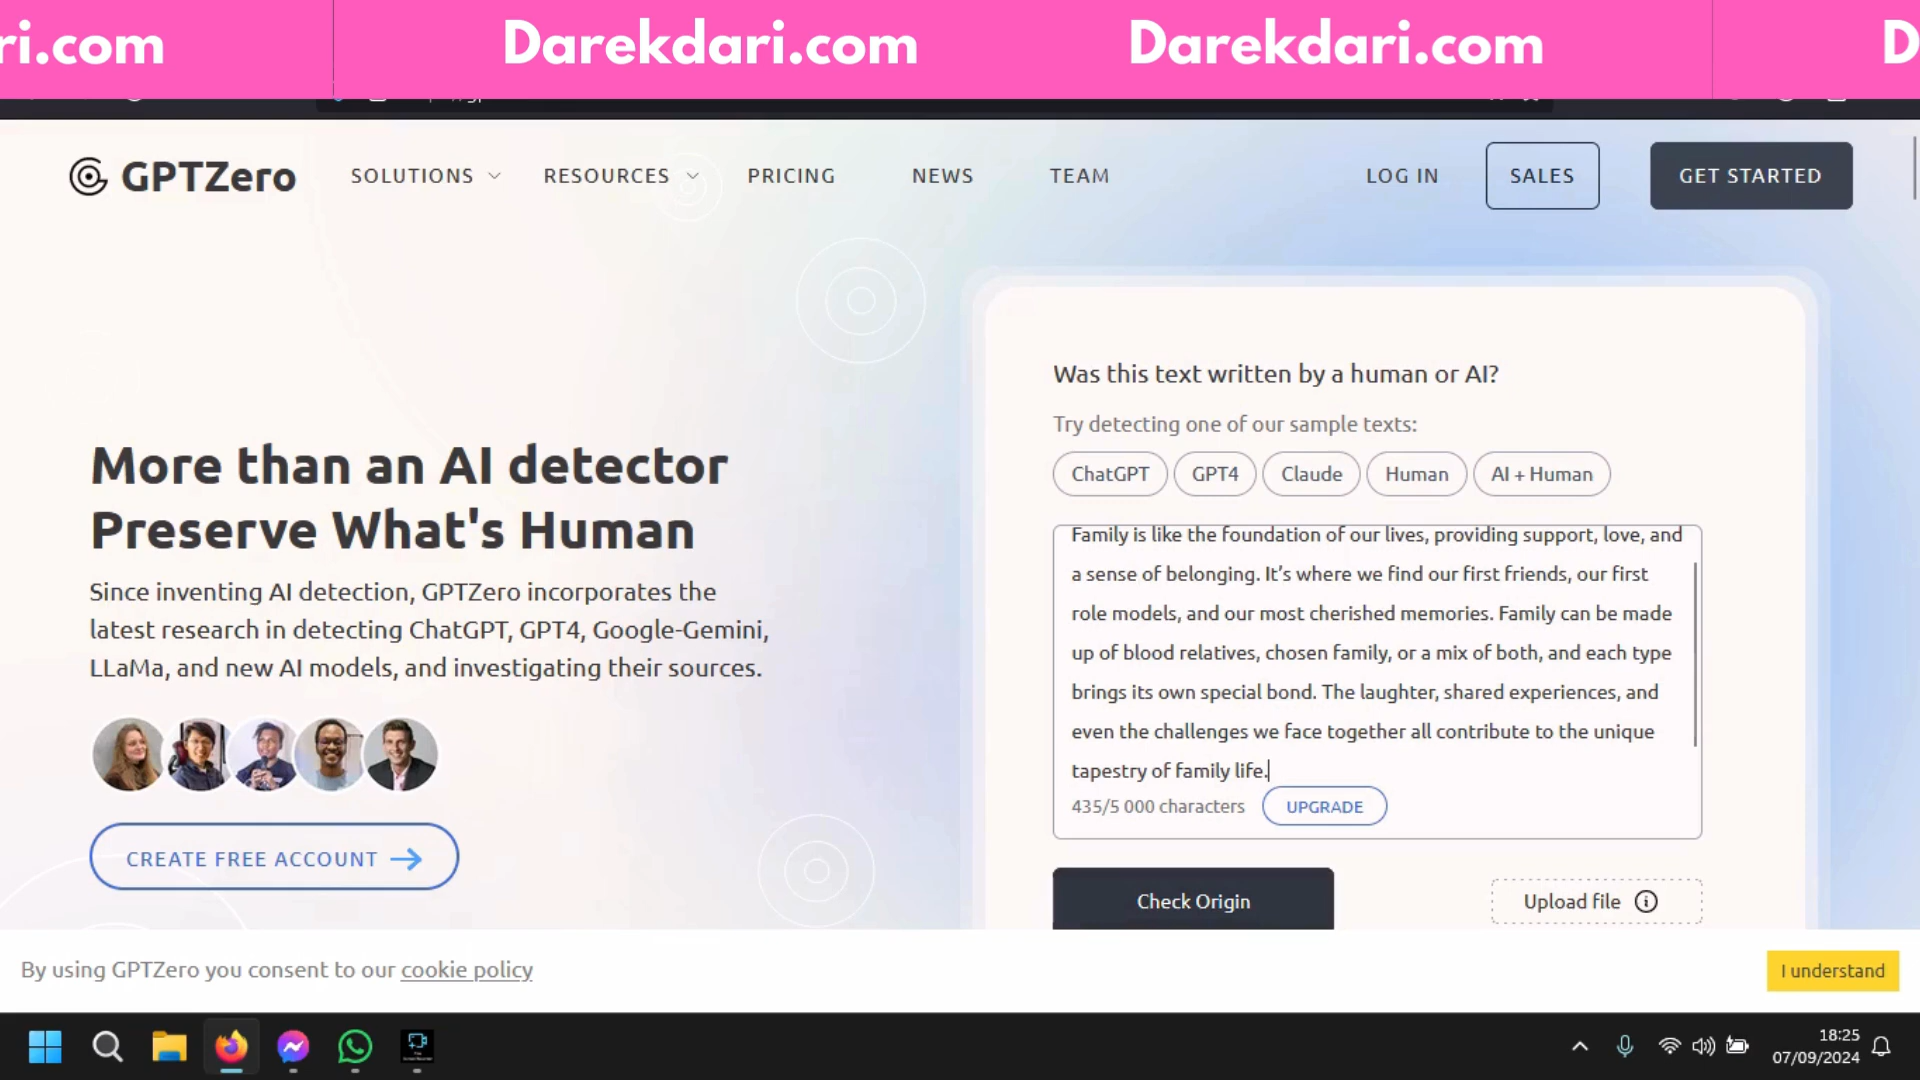 ri.com Darekdari.com Darekdari.com D
GPTZero SOLUTIONS RESOURCES PRICING NEWS TEAM LOG IN SALES GET STARTED
More than an AI detector
Preserve What's Human
Since inventing AI detection, GPTZero incorporates the
latest research in detecting ChatGPT, GPT4, Google-Gemini,
LLaMa, and new AI models, and investigating their sources.
CREATE FREE ACCOUNT
Was this text written by a human or AI?
Try detecting one of our sample texts:
ChatGPT GPT4 Claude Human AI + Human
Family is like the foundation of our lives, providing support, love, and
a sense of belonging. It’s where we find our first friends, our first
role models, and our most cherished memories. Family can be made
up of blood relatives, chosen family, or a mix of both, and each type
brings its own special bond. The laughter, shared experiences, and
even the challenges we face together all contribute to the unique
tapestry of family life.
435/5 000 characters UPGRADE
Check Origin Upload file
By using GPTZero you consent to our cookie policy I understand
18:25
07/09/2024